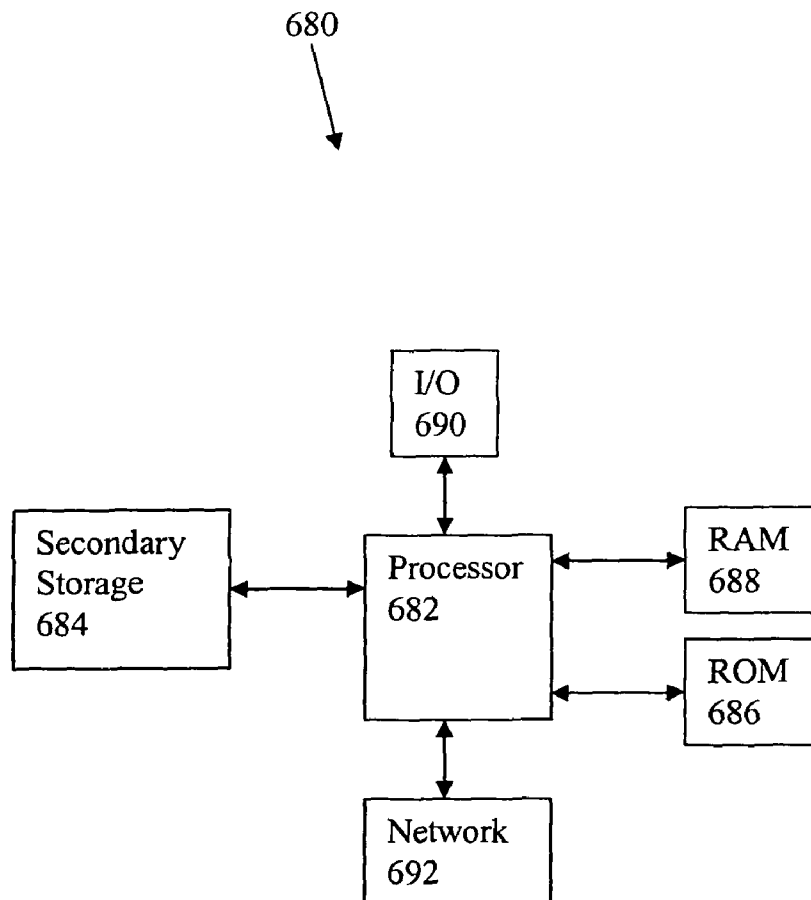 680
I/O
690
Secondary
Storage
684
Processor
682
RAM
688
ROM
686
Network
692